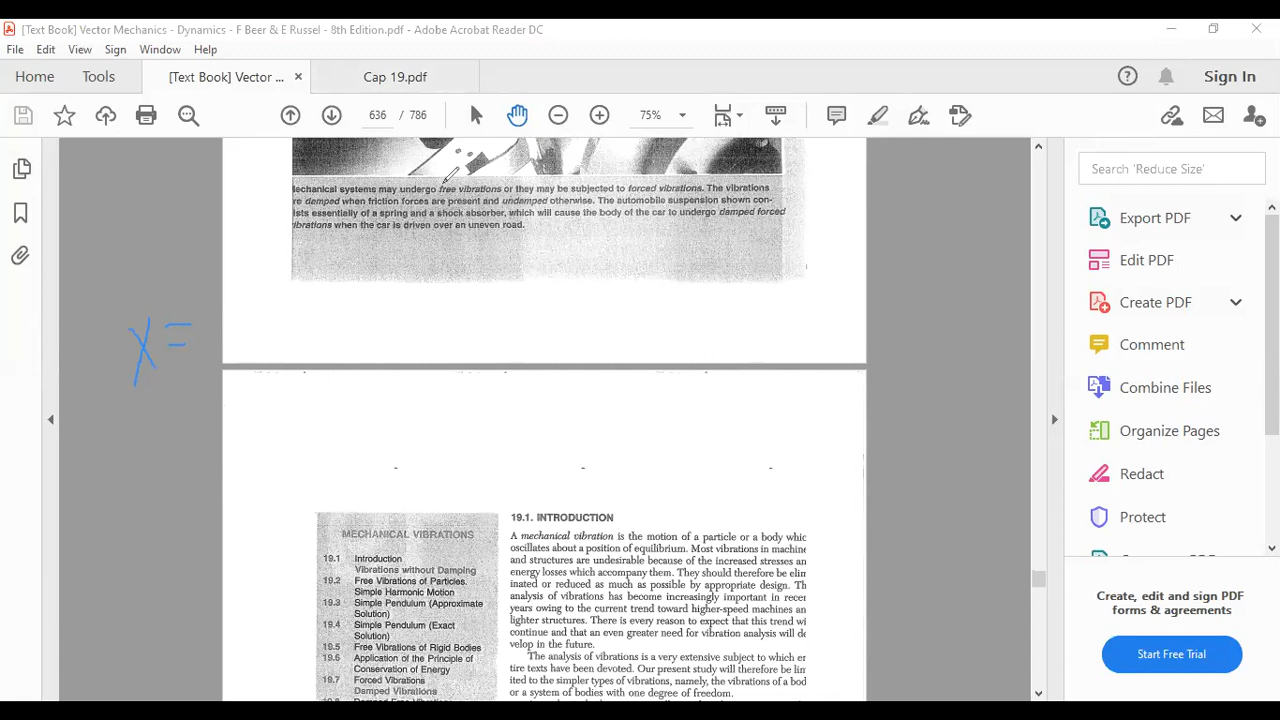 [Text Book] Vector Mechanics - Dynamics - F Beer & E Russel - 8th Edition.pdf - Adobe Acrobat Reader DC
File Edit View Sign Window Help
Home Tools [Text Book] Vector ... × Cap 19.pdf Sign In
636 / 786 75%
Search 'Reduce Size'
Export PDF
Edit PDF
Create PDF
Comment
Combine Files
Organize Pages
Redact
Protect
Create, edit and sign PDF
forms & agreements
Start Free Trial
echanical systems may undergo free vibrations or they may be subjected to forced vibrations. The vibrations
re damped when friction forces are present and undamped otherwise. The automobile suspension shown con-
ists essentially of a spring and a shock absorber, which will cause the body of the car to undergo damped forced
ibrations when the car is driven over an uneven road.
x =
MECHANICAL VIBRATIONS
19.1 Introduction
Vibrations without Damping
19.2 Free Vibrations of Particles.
Simple Harmonic Motion
19.3 Simple Pendulum (Approximate
Solution)
19.4 Simple Pendulum (Exact
Solution)
19.5 Free Vibrations of Rigid Bodies
19.6 Application of the Principle of
Conservation of Energy
19.7 Forced Vibrations
Damped Vibrations
19.1. INTRODUCTION
A mechanical vibration is the motion of a particle or a body whic
oscillates about a position of equilibrium. Most vibrations in machine
and structures are undesirable because of the increased stresses an
energy losses which accompany them. They should therefore be elim
inated or reduced as much as possible by appropriate design. Th
analysis of vibrations has become increasingly important in recen
years owing to the current trend toward higher-speed machines an
lighter structures. There is every reason to expect that this trend wi
continue and that an even greater need for vibration analysis will de
velop in the future.
The analysis of vibrations is a very extensive subject to which en
tire texts have been devoted. Our present study will therefore be lim
ited to the simpler types of vibrations, namely, the vibrations of a bod
or a system of bodies with one degree of freedom.